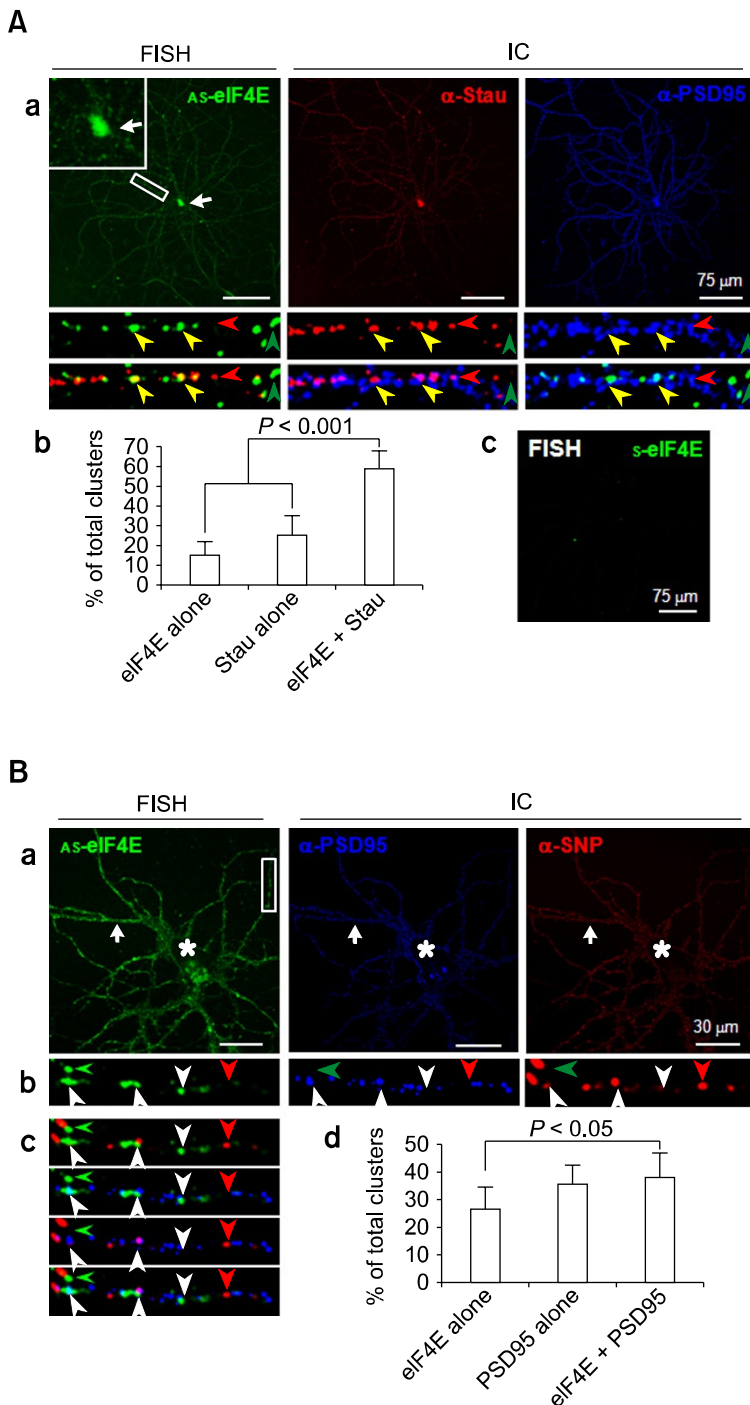 A
FISH
IC
a
AS-eIF4E
α-Stau
α-PSD95
75 µm
b
P < 0.001
% of total clusters
70
60
50
40
30
20
10
0
eIF4E alone
Stau alone
eIF4E + Stau
c
FISH
S-eIF4E
75 µm
B
FISH
IC
a
AS-eIF4E
α-PSD95
α-SNP
*
*
*
30 µm
b
c
d
P < 0.05
% of total clusters
50
40
30
20
10
0
eIF4E alone
PSD95 alone
eIF4E + PSD95